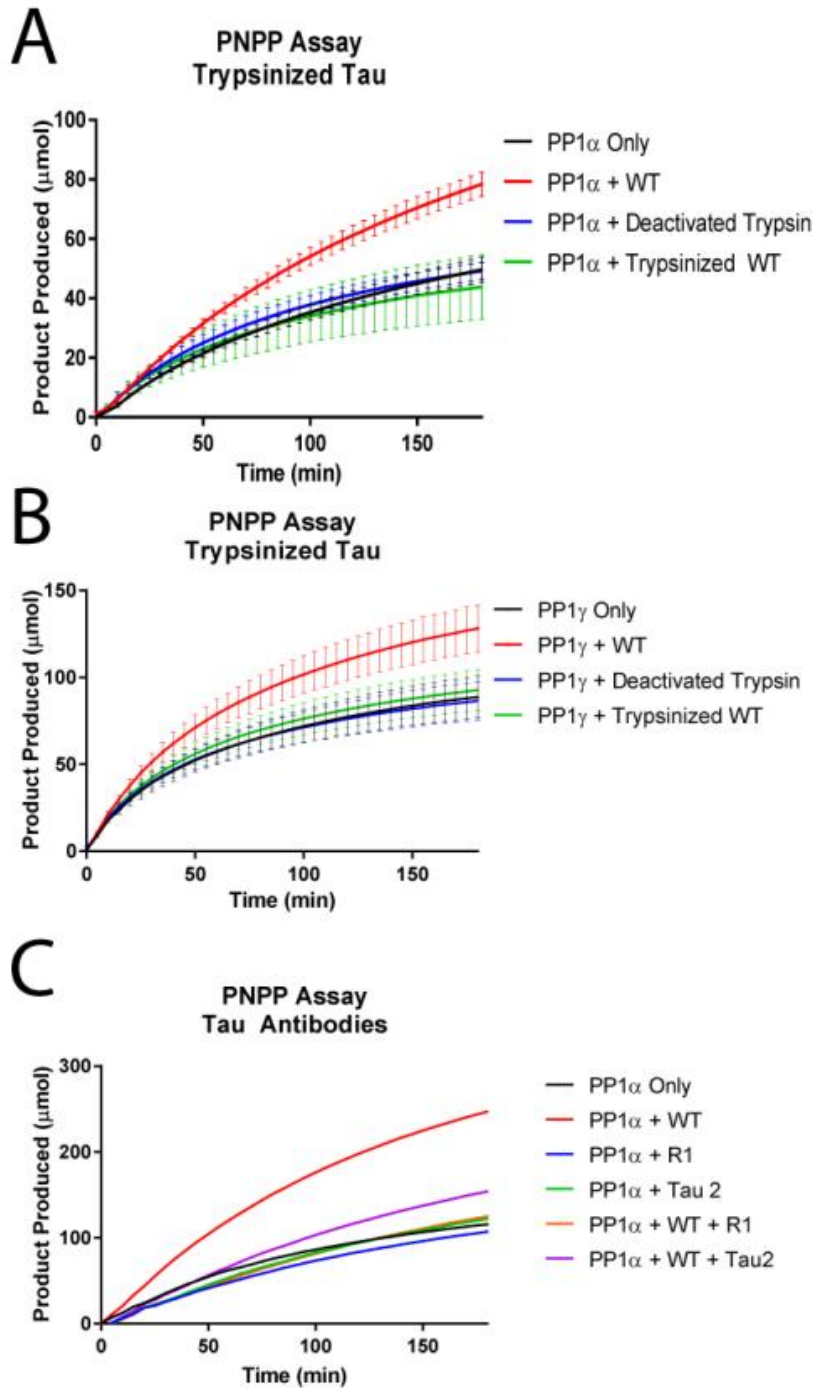 A
PNPP Assay
Trypsinized Tau
Product Produced (μmol)
100
80
60
40
20
0
0 50 100 150
Time (min)
PP1α Only
PP1α + WT
PP1α + Deactivated Trypsin
PP1α + Trypsinized WT
B
PNPP Assay
Trypsinized Tau
Product Produced (μmol)
150
100
50
0
0 50 100 150
Time (min)
PP1γ Only
PP1γ + WT
PP1γ + Deactivated Trypsin
PP1γ + Trypsinized WT
C
PNPP Assay
Tau Antibodies
Product Produced (μmol)
300
200
100
0
0 50 100 150
Time (min)
PP1α Only
PP1α + WT
PP1α + R1
PP1α + Tau 2
PP1α + WT + R1
PP1α + WT + Tau2